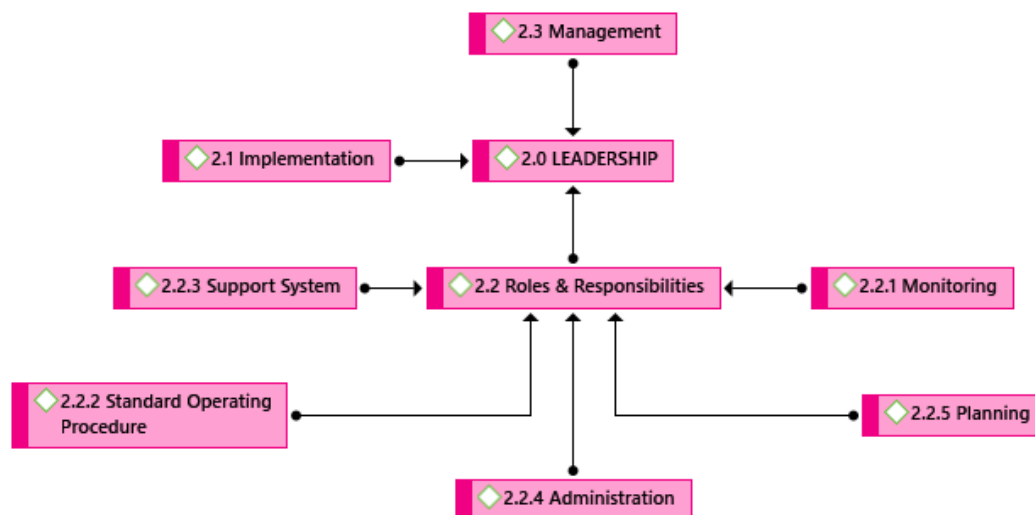 2.3 Management
2.1 Implementation
2.0 LEADERSHIP
2.2.3 Support System
2.2 Roles & Responsibilities
2.2.1 Monitoring
2.2.2 Standard Operating
Procedure
2.2.5 Planning
2.2.4 Administration